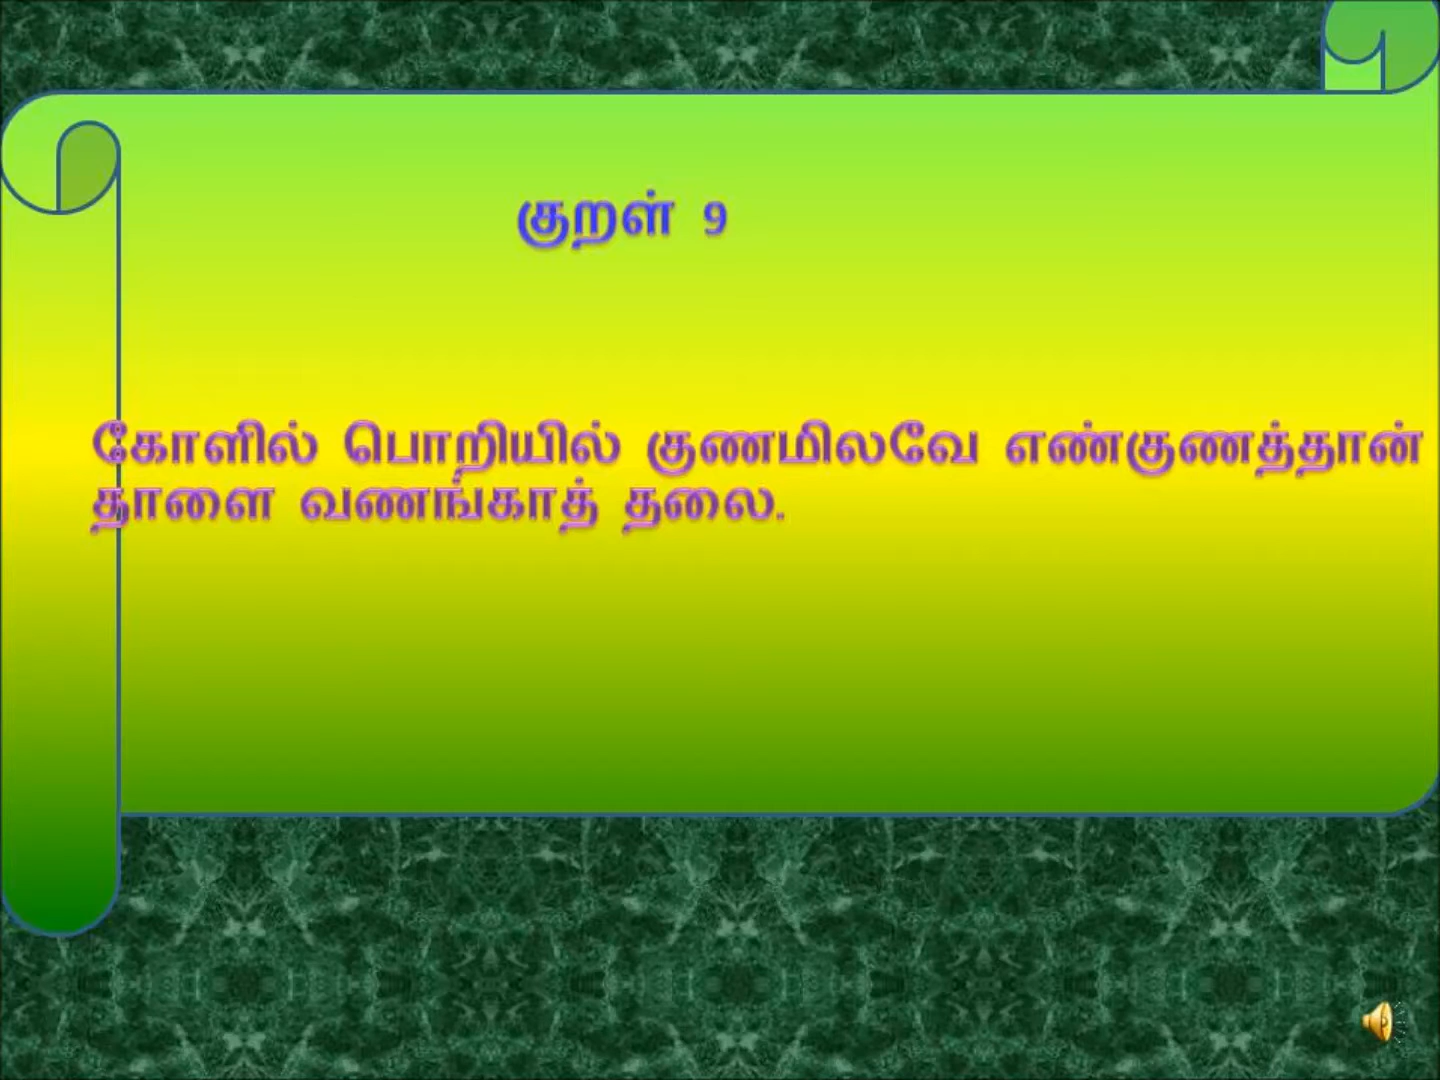 குறள் 9
கோளில் பொறியில் குணமிலவே எண்குணத்தான்
தாளை வணங்காத் தலை.